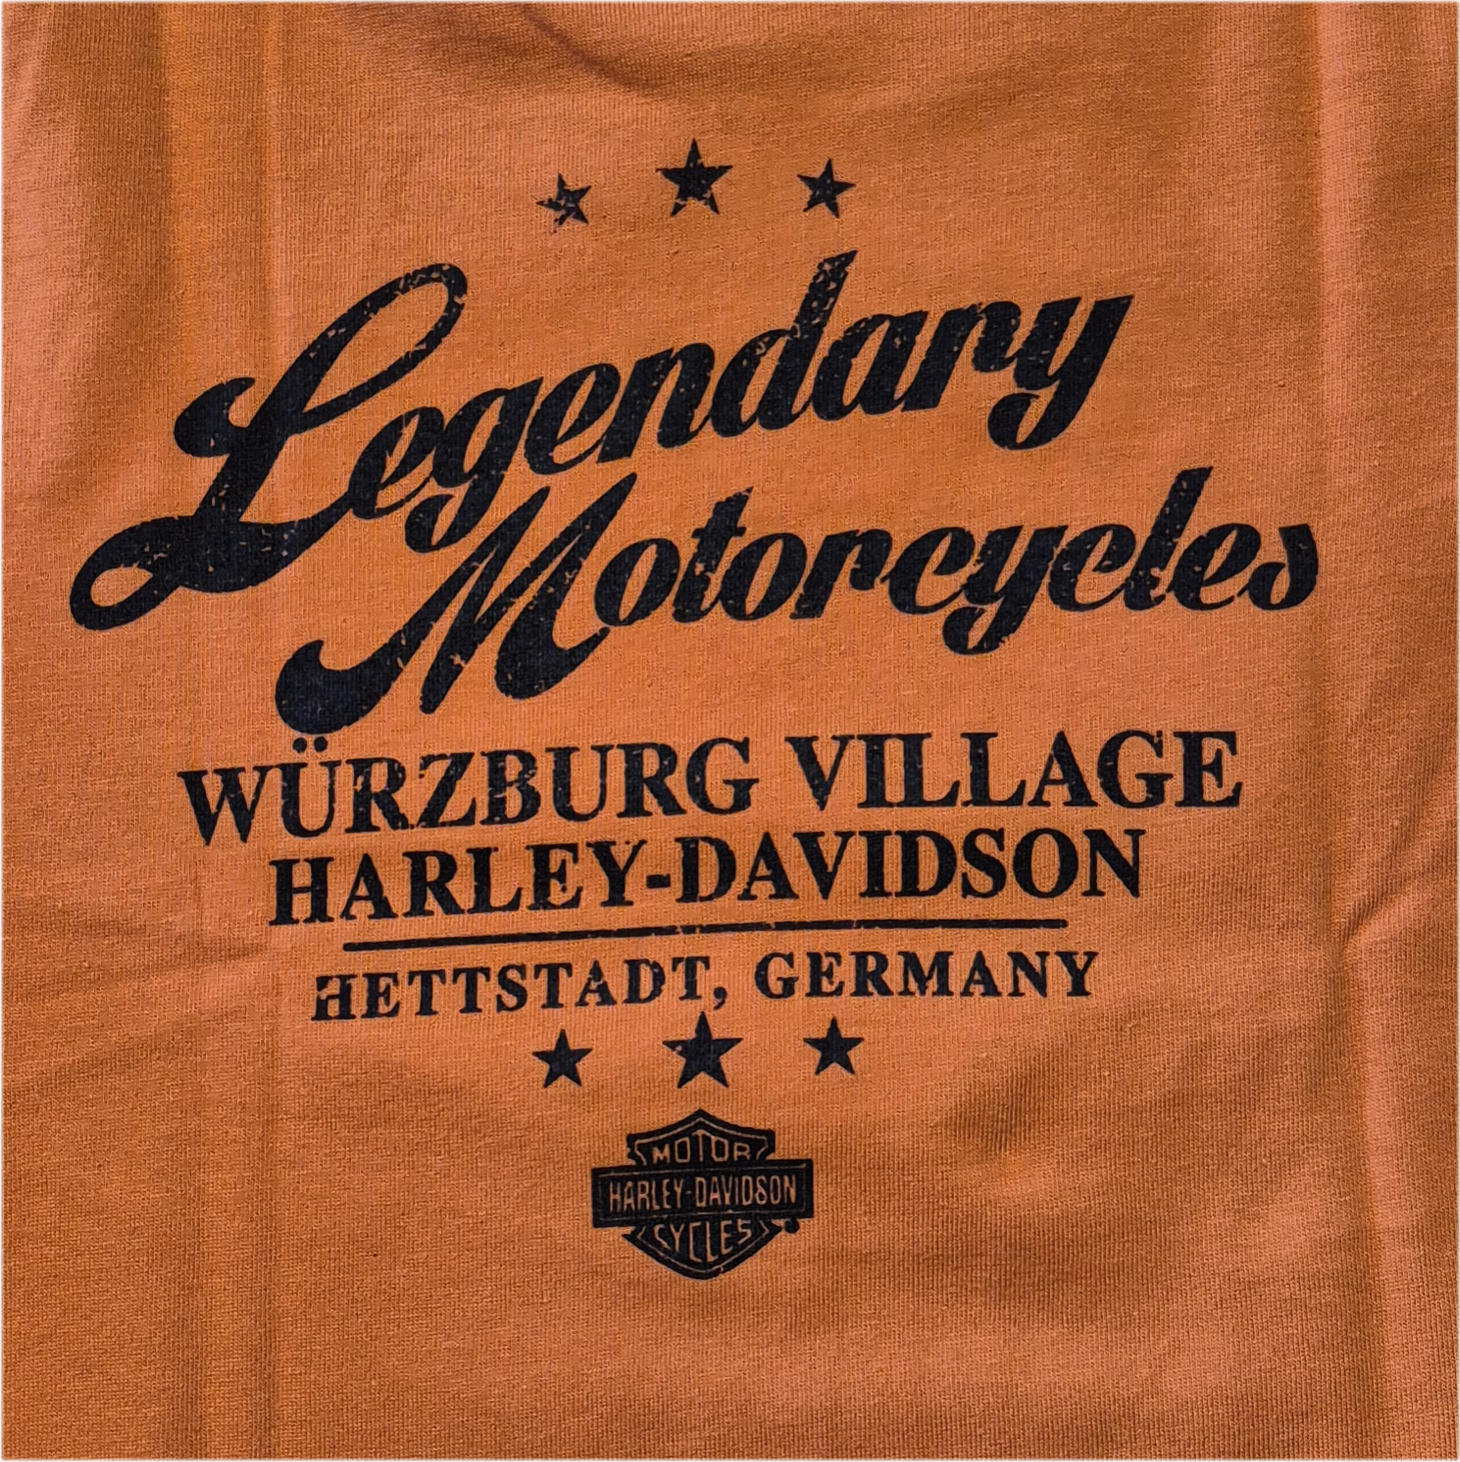 Legendary
Motorcycles
WÜRZBURG VILLAGE
HARLEY-DAVIDSON
HETTSTADT, GERMANY
MOTOR
HARLEY-DAVIDSON
CYCLES